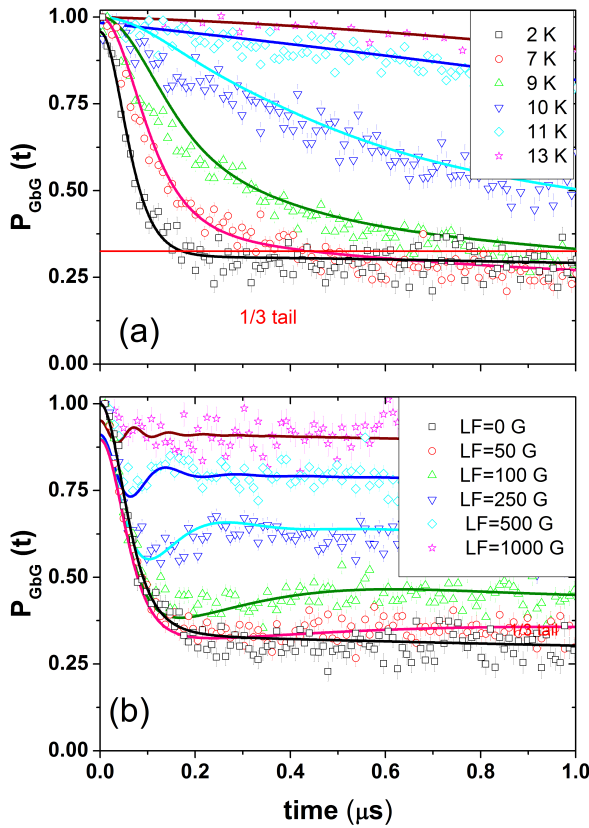 1.00
0.75
0.50
0.25
0.00
P_GbG (t)
2 K
7 K
9 K
10 K
11 K
13 K
1/3 tail
(a)
1.00
0.75
0.50
0.25
0.00
P_GbG (t)
LF=0 G
LF=50 G
LF=100 G
LF=250 G
LF=500 G
LF=1000 G
1/3 tail
(b)
0.0 0.2 0.4 0.6 0.8 1.0
time (μs)